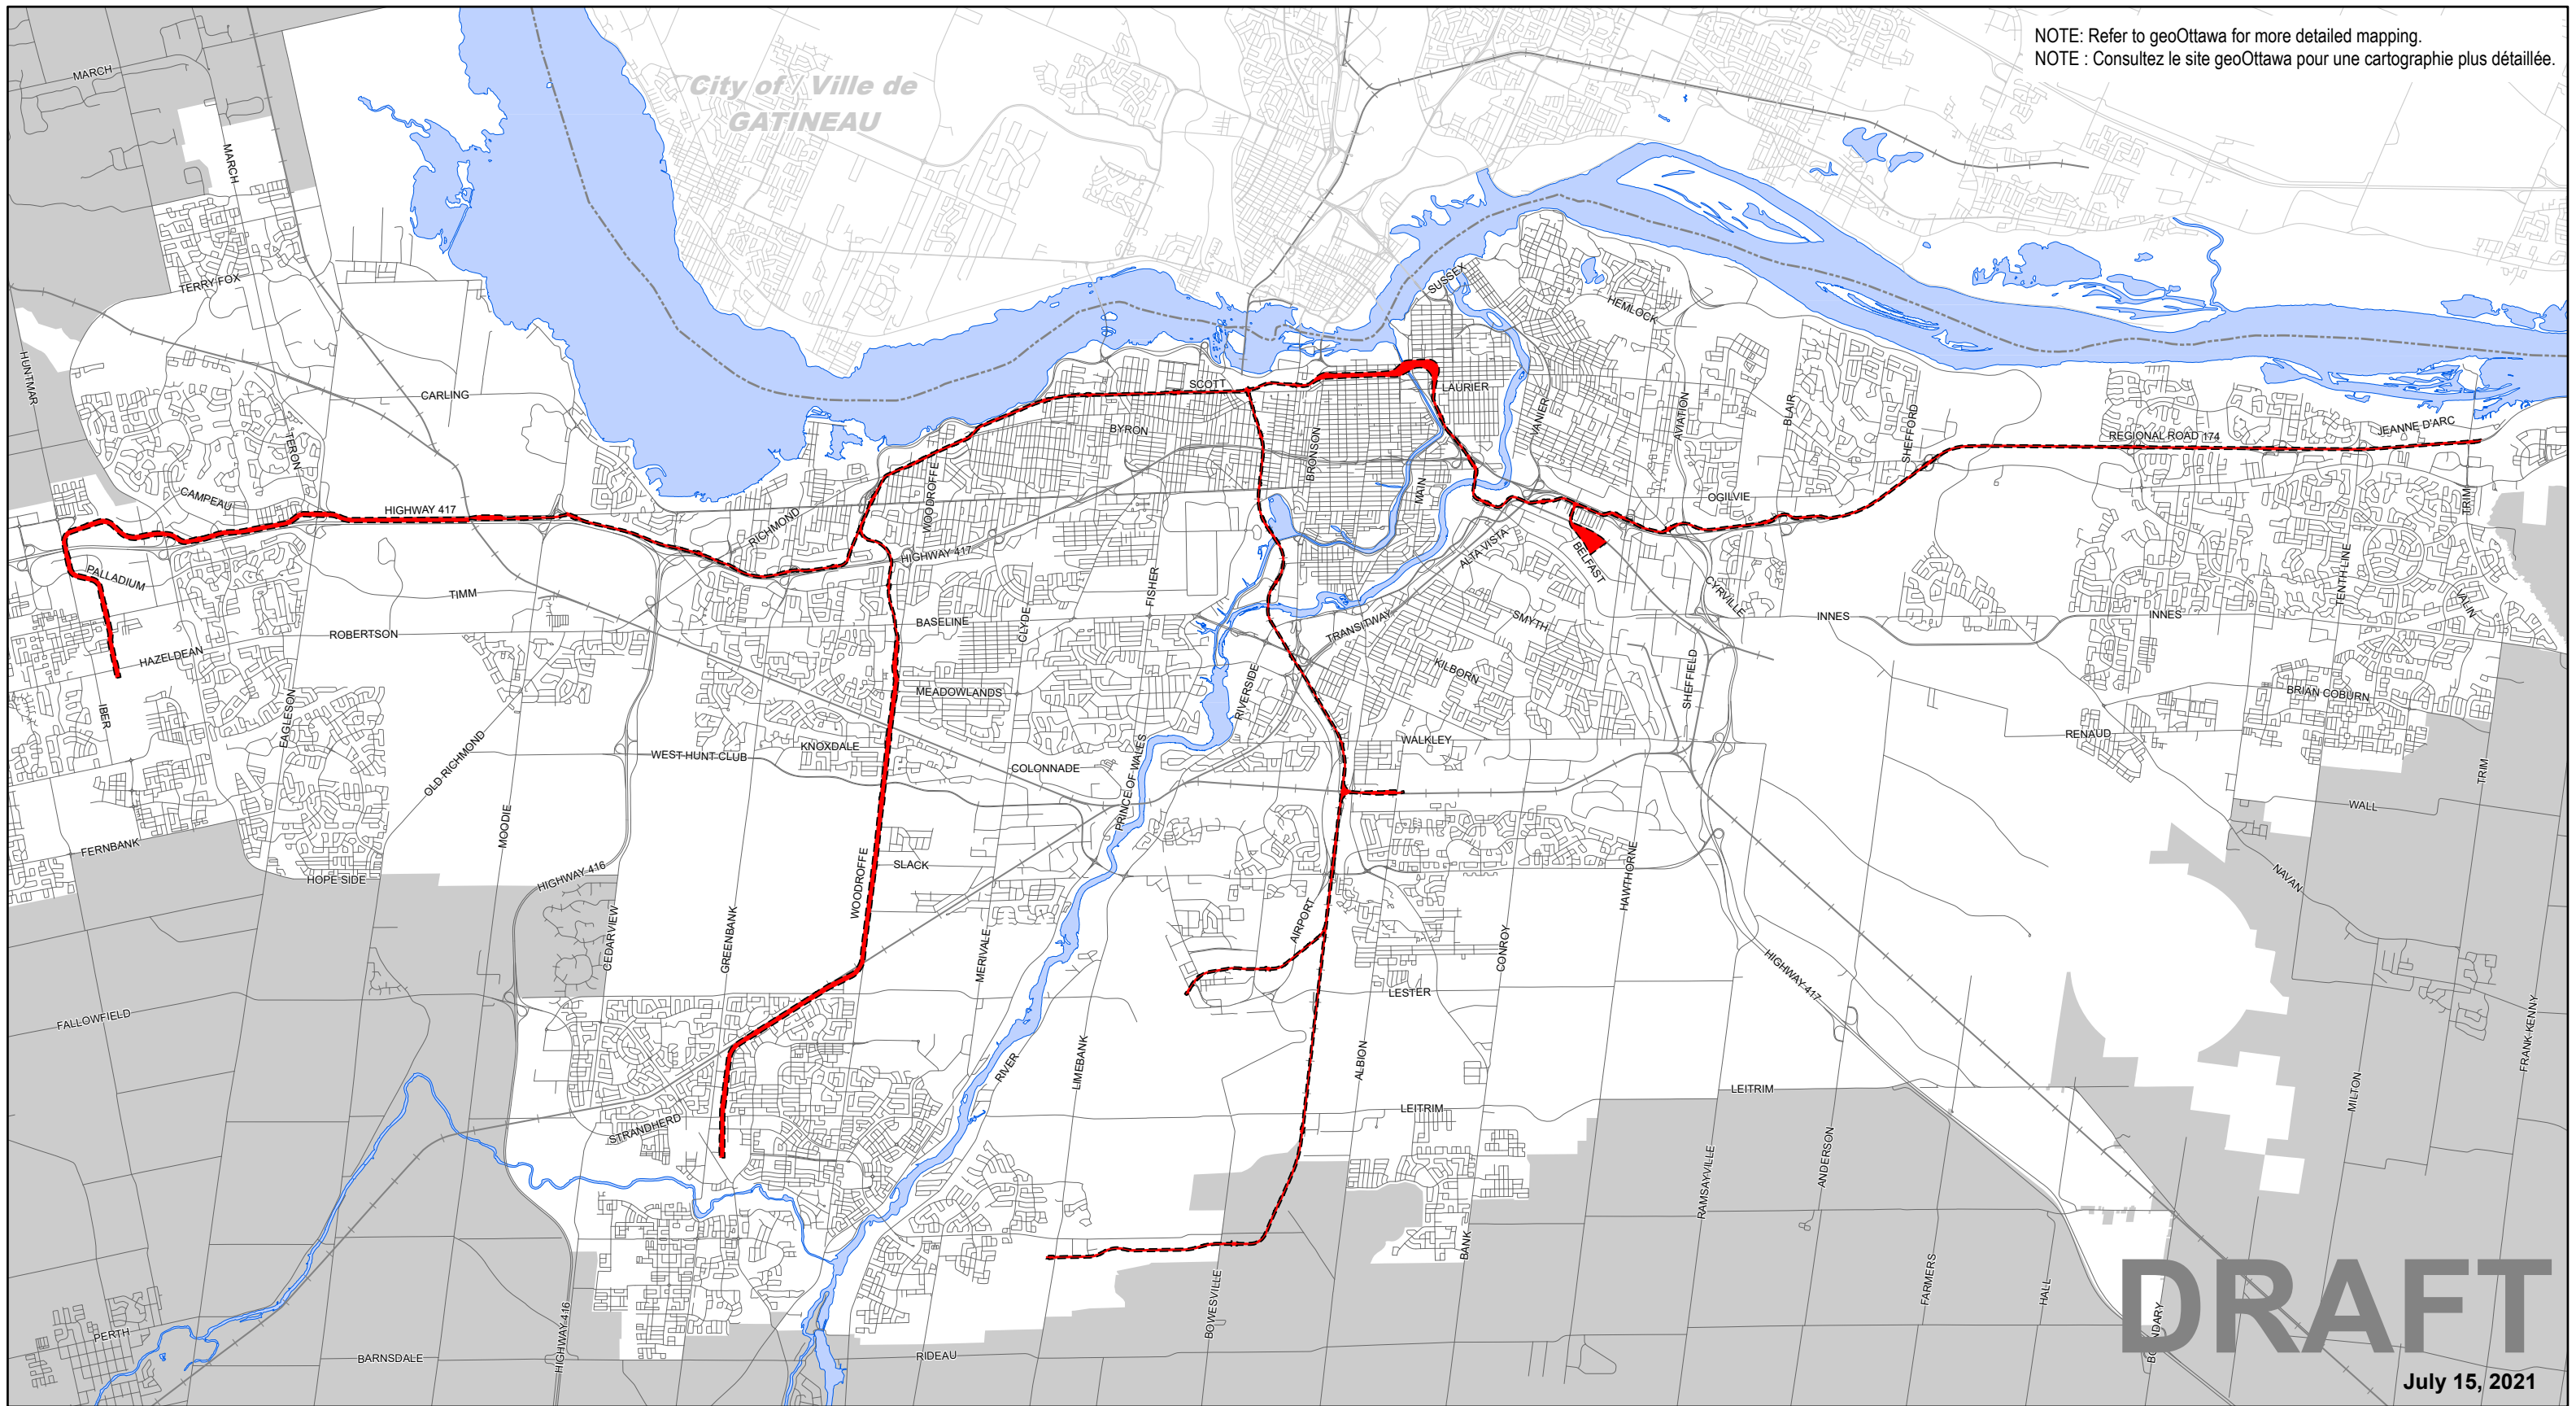 NOTE: Refer to geoOttawa for more detailed mapping.
NOTE : Consultez le site geoOttawa pour une cartographie plus détaillée.
City of / Ville de
GATINEAU
MARCH
MARCH
TERRY FOX
HUNTMAR
CARLING
TERON
CAMPEAU
HIGHWAY 417
PALLADIUM
TIMM
ROBERTSON
HAZELDEAN
IBER
EAGLESON
OLD RICHMOND
MOODIE
FERNBANK
HOPE SIDE
HIGHWAY 416
CEDARVIEW
GREENBANK
WOODROFFE
FALLOWFIELD
STRANDHERD
PERTH
BARNSDALE
HIGHWAY 416
SUSSEX
HEMLOCK
SCOTT
LAURIER
BYRON
BRONSON
VANIER
AVIATION
BLAIR
SHEFFORD
REGIONAL ROAD 174
JEANNE D'ARC
TRIM
WOODROFFE
RICHMOND
HIGHWAY 417
MAIN
OGILVIE
ALTA VISTA
BELFAST
CYRVILLE
FISHER
CLYDE
BASELINE
TRANSITWAY
SMYTH
INNES
INNES
TENTH LINE
VALIN
MEADOWLANDS
RIVERSIDE
KILBORN
SHEFFIELD
BRIAN COBURN
KNOXDALE
WEST HUNT CLUB
COLONNADE
PRINCE OF WALES
WALKLEY
RENAUD
TRIM
WALL
SLACK
HAWTHORNE
NAVAN
AIRPORT
MERIVALE
CONROY
HIGHWAY 417
LESTER
FRANK KENNY
RIVER
LIMEBANK
ALBION
LEITRIM
LEITRIM
MILTON
ANDERSON
RAMSAYVILLE
BANK
BOWESVILLE
FARMERS
HALL
RIDEAU
DRAFT
July 15, 2021